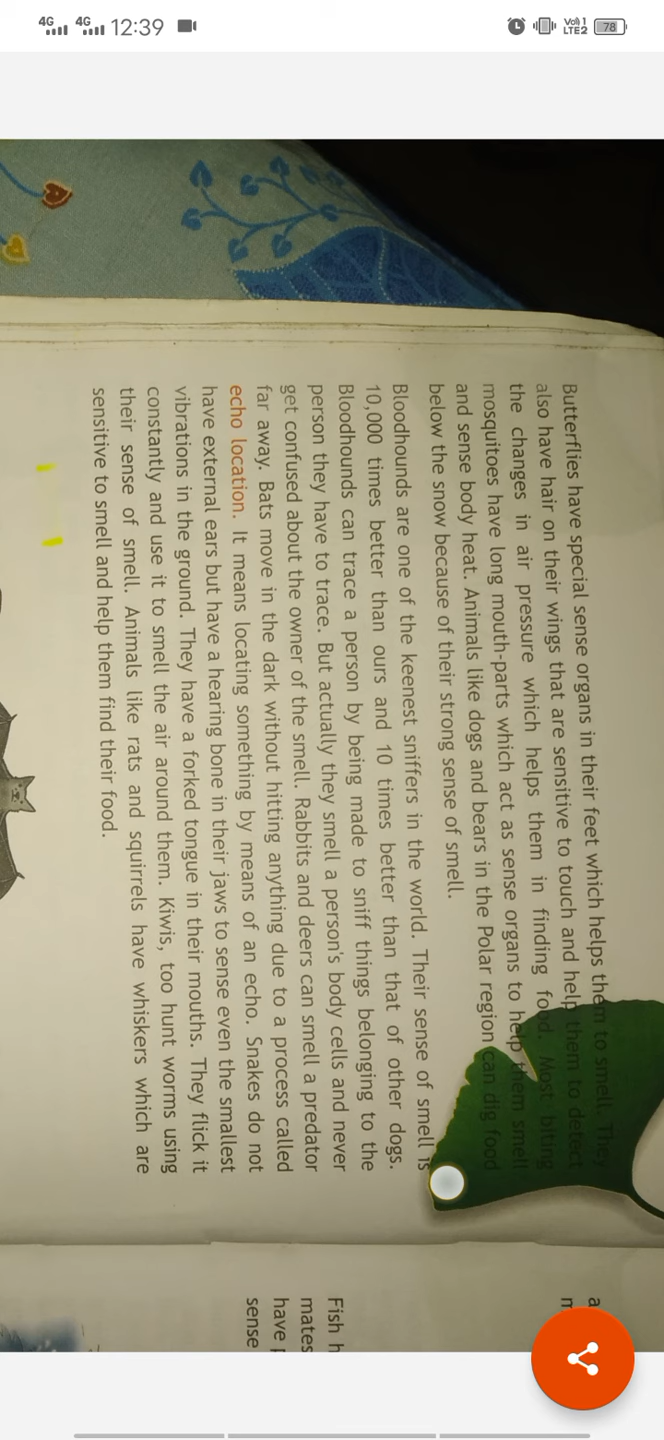 4G 4G 12:39 Vo)) 1 LTE2 78
Butterflies have special sense organs in their feet which helps them to smell. They
also have hair on their wings that are sensitive to touch and help them to detect
the changes in air pressure which helps them in finding food. Most biting
mosquitoes have long mouth-parts which act as sense organs to help them smell
and sense body heat. Animals like dogs and bears in the Polar region can dig food
below the snow because of their strong sense of smell.
Bloodhounds are one of the keenest sniffers in the world. Their sense of smell is
10,000 times better than ours and 10 times better than that of other dogs.
Bloodhounds can trace a person by being made to sniff things belonging to the
person they have to trace. But actually they smell a person's body cells and never
get confused about the owner of the smell. Rabbits and deers can smell a predator
far away. Bats move in the dark without hitting anything due to a process called
echo location. It means locating something by means of an echo. Snakes do not
have external ears but have a hearing bone in their jaws to sense even the smallest
vibrations in the ground. They have a forked tongue in their mouths. They flick it
constantly and use it to smell the air around them. Kiwis, too hunt worms using
their sense of smell. Animals like rats and squirrels have whiskers which are
sensitive to smell and help them find their food.
a
Fish h
mates
have
sense